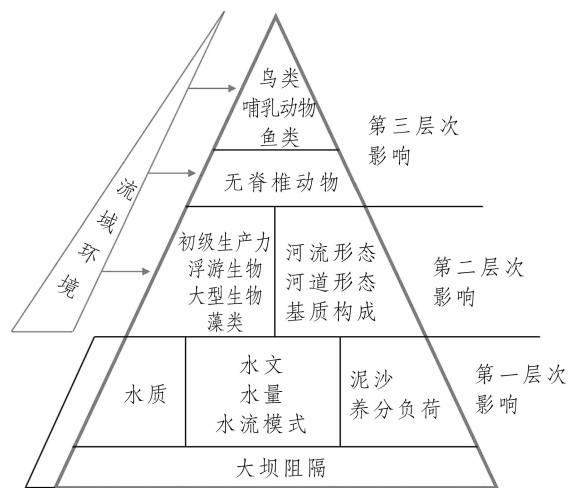 鸟类
哺乳动物
鱼类
第三层次
影响
无脊椎动物
流域环境
初级生产力
浮游生物
大型生物
藻类
河流形态
河道形态
基质构成
第二层次
影响
水质
水文
水量
水流模式
泥沙
养分负荷
第一层次
影响
大坝阻隔